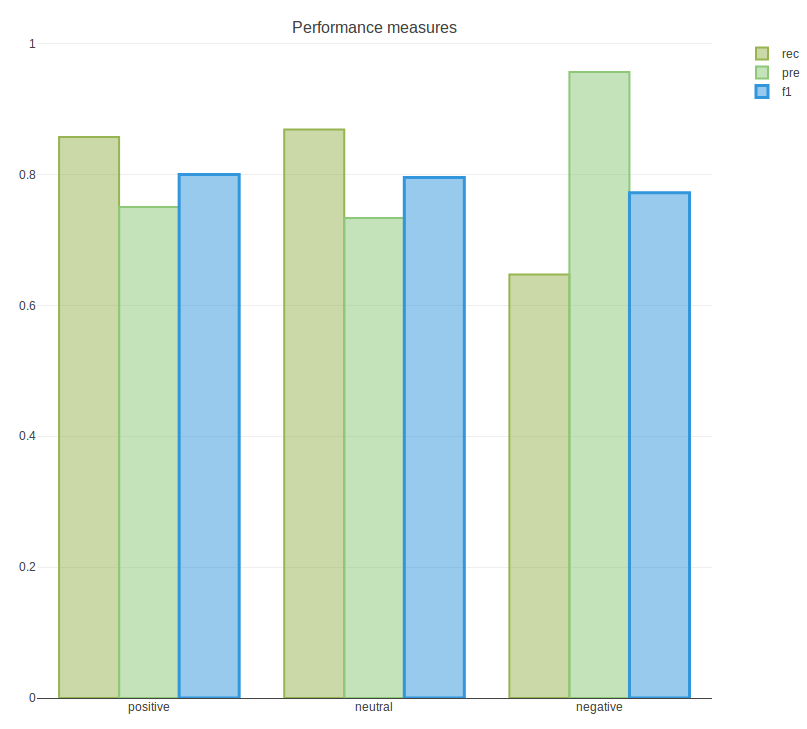 Performance measures
1
0.8
0.6
0.4
0.2
0
positive neutral negative
rec
pre
f1